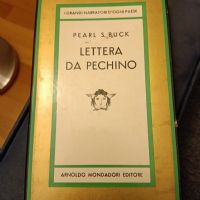 I GRANDI NARRATORI D'OGNI PAESE
PEARL S. BUCK
LETTERA
DA PECHINO
ARNOLDO MONDADORI EDITORE